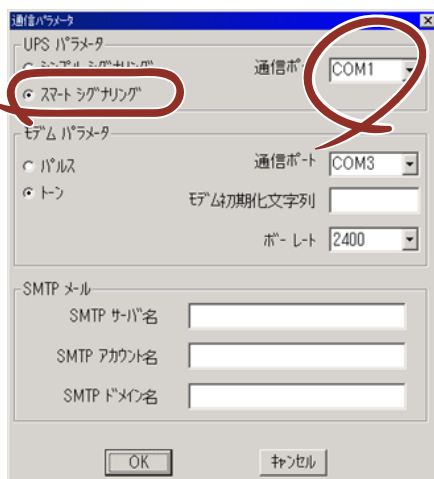 通信パラメータ
UPS パラメータ
シンプル シグナリング
通信ポート COM1
スマート シグナリング
モデム パラメータ
パルス
通信ポート COM3
トーン
モデム初期化文字列
ボー レート 2400
SMTP メール
SMTP サーバ名
SMTP アカウント名
SMTP ドメイン名
OK キャンセル